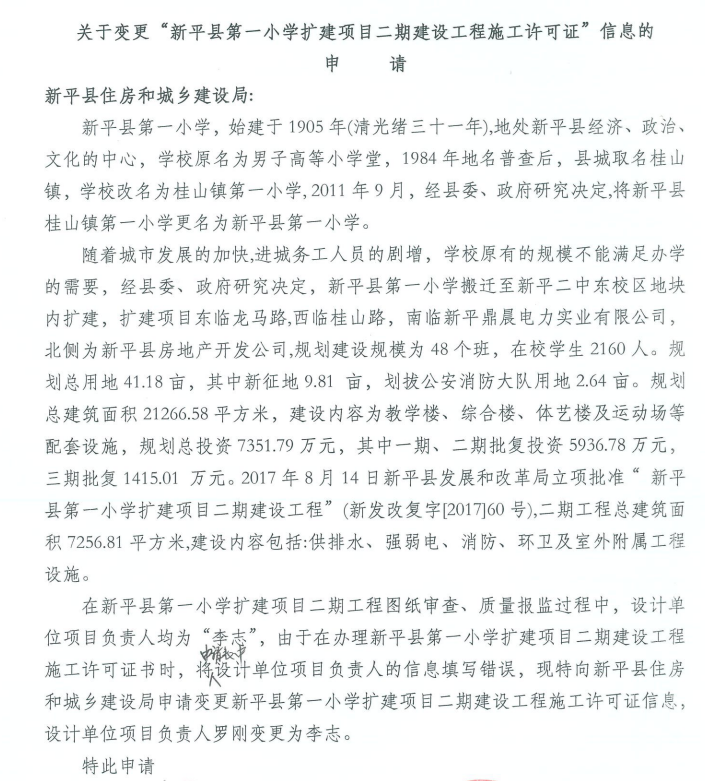 关于变更“新平县第一小学扩建项目二期建设工程施工许可证”信息的
申 请
新平县住房和城乡建设局:
新平县第一小学，始建于1905年(清光绪三十一年),地处新平县经济、政治、
文化的中心，学校原名为男子高等小学堂，1984年地名普查后，县城取名桂山
镇，学校改名为桂山镇第一小学,2011年9月，经县委、政府研究决定,将新平县
桂山镇第一小学更名为新平县第一小学。
随着城市发展的加快,进城务工人员的剧增，学校原有的规模不能满足办学
的需要，经县委、政府研究决定，新平县第一小学搬迁至新平二中东校区地块
内扩建，扩建项目东临龙马路,西临桂山路，南临新平鼎晨电力实业有限公司，
北侧为新平县房地产开发公司,规划建设规模为48个班，在校学生2160人。规
划总用地41.18亩，其中新征地9.81 亩，划拨公安消防大队用地2.64亩。规划
总建筑面积21266.58平方米，建设内容为教学楼、综合楼、体艺楼及运动场等
配套设施，规划总投资7351.79万元，其中一期、二期批复投资5936.78万元，
三期批复1415.01 万元。2017年8月14日新平县发展和改革局立项批准“ 新平
县第一小学扩建项目二期建设工程”(新发改复字[2017]60号),二期工程总建筑面
积7256.81平方米,建设内容包括:供排水、强弱电、消防、环卫及室外附属工程
设施。
在新平县第一小学扩建项目二期工程图纸审查、质量报监过程中，设计单
位项目负责人均为“李志”，由于在办理新平县第一小学扩建项目二期建设工程
施工许可证书时，将设计单位项目负责人的信息填写错误，现特向新平县住房
和城乡建设局申请变更新平县第一小学扩建项目二期建设工程施工许可证信息，
设计单位项目负责人罗刚变更为李志。
特此申请